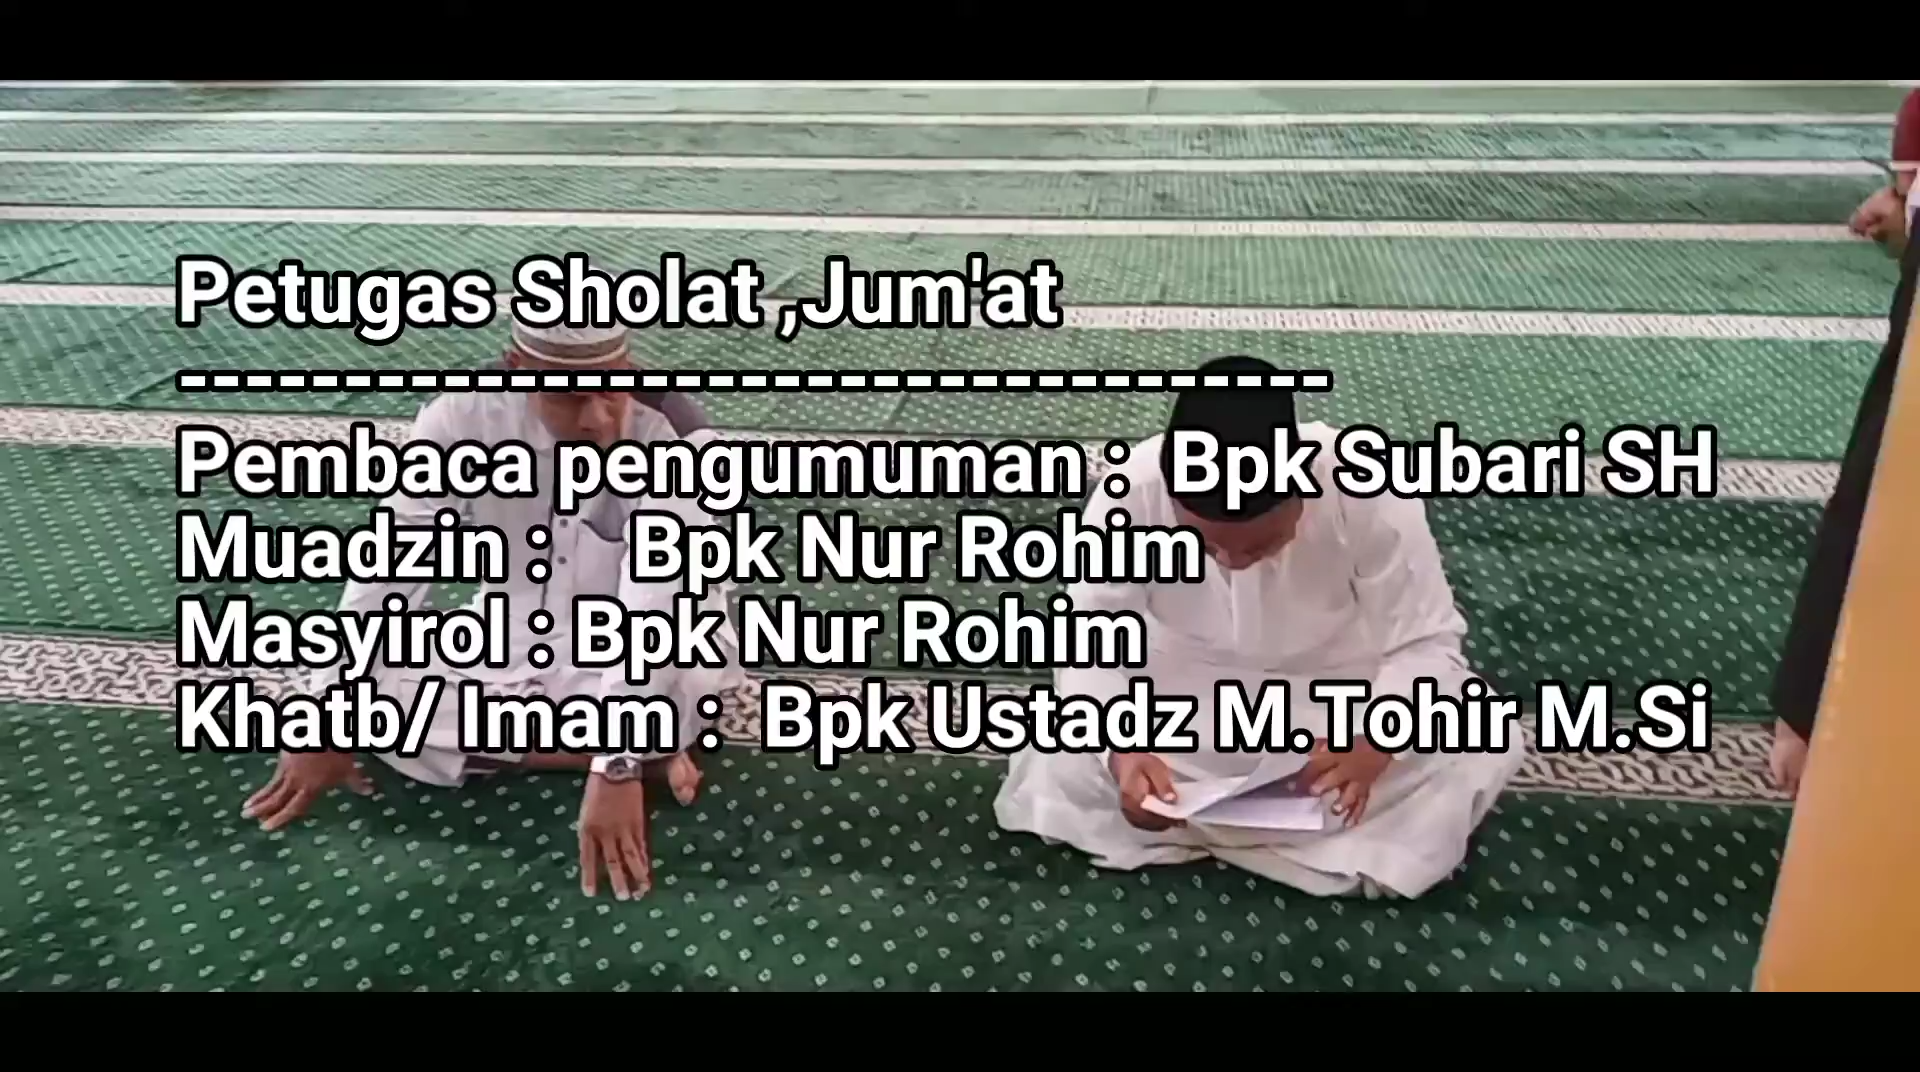 Petugas Sholat ,Jum'at
------------------------------------
Pembaca pengumuman : Bpk Subari SH
Muadzin : Bpk Nur Rohim
Masyirol : Bpk Nur Rohim
Khatb/ Imam : Bpk Ustadz M.Tohir M.Si